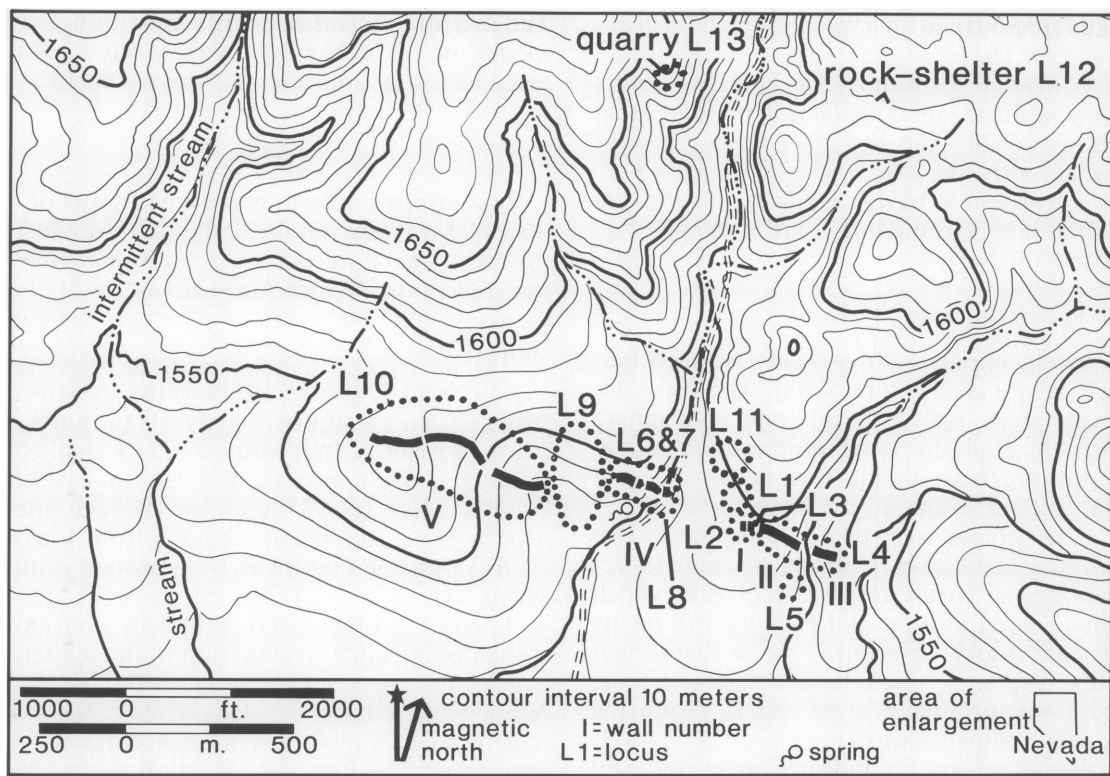 1650
quarry L13
rock-shelter L12
intermittent stream
1650
1600
1600
1550
L10
L9
L6&7
L11
L1
L3
L2
L4
V
IV
I
II
III
L8
L5
stream
1550
1000 ft. 2000
250 m. 500
magnetic north
contour interval 10 meters
I=wall number
L1=locus
spring
area of enlargement
Nevada